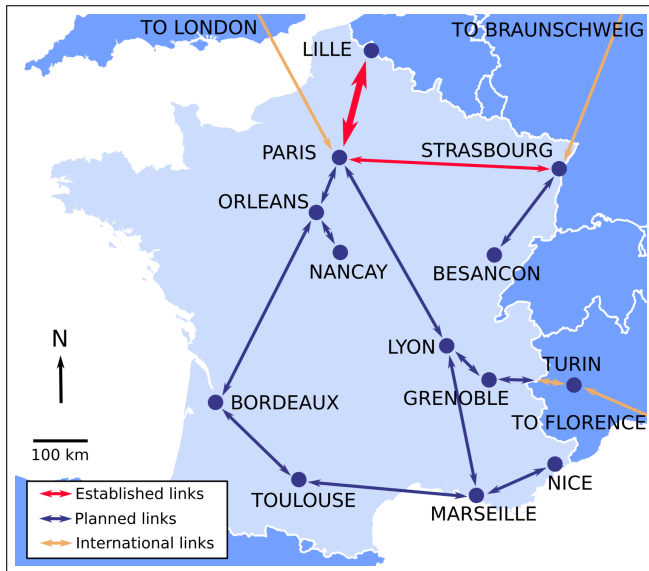 TO LONDON
TO BRAUNSCHWEIG
LILLE
PARIS
STRASBOURG
ORLEANS
NANCAY
BESANCON
N
LYON
TURIN
GRENOBLE
BORDEAUX
TO FLORENCE
100 km
TOULOUSE
NICE
MARSEILLE
Established links
Planned links
International links